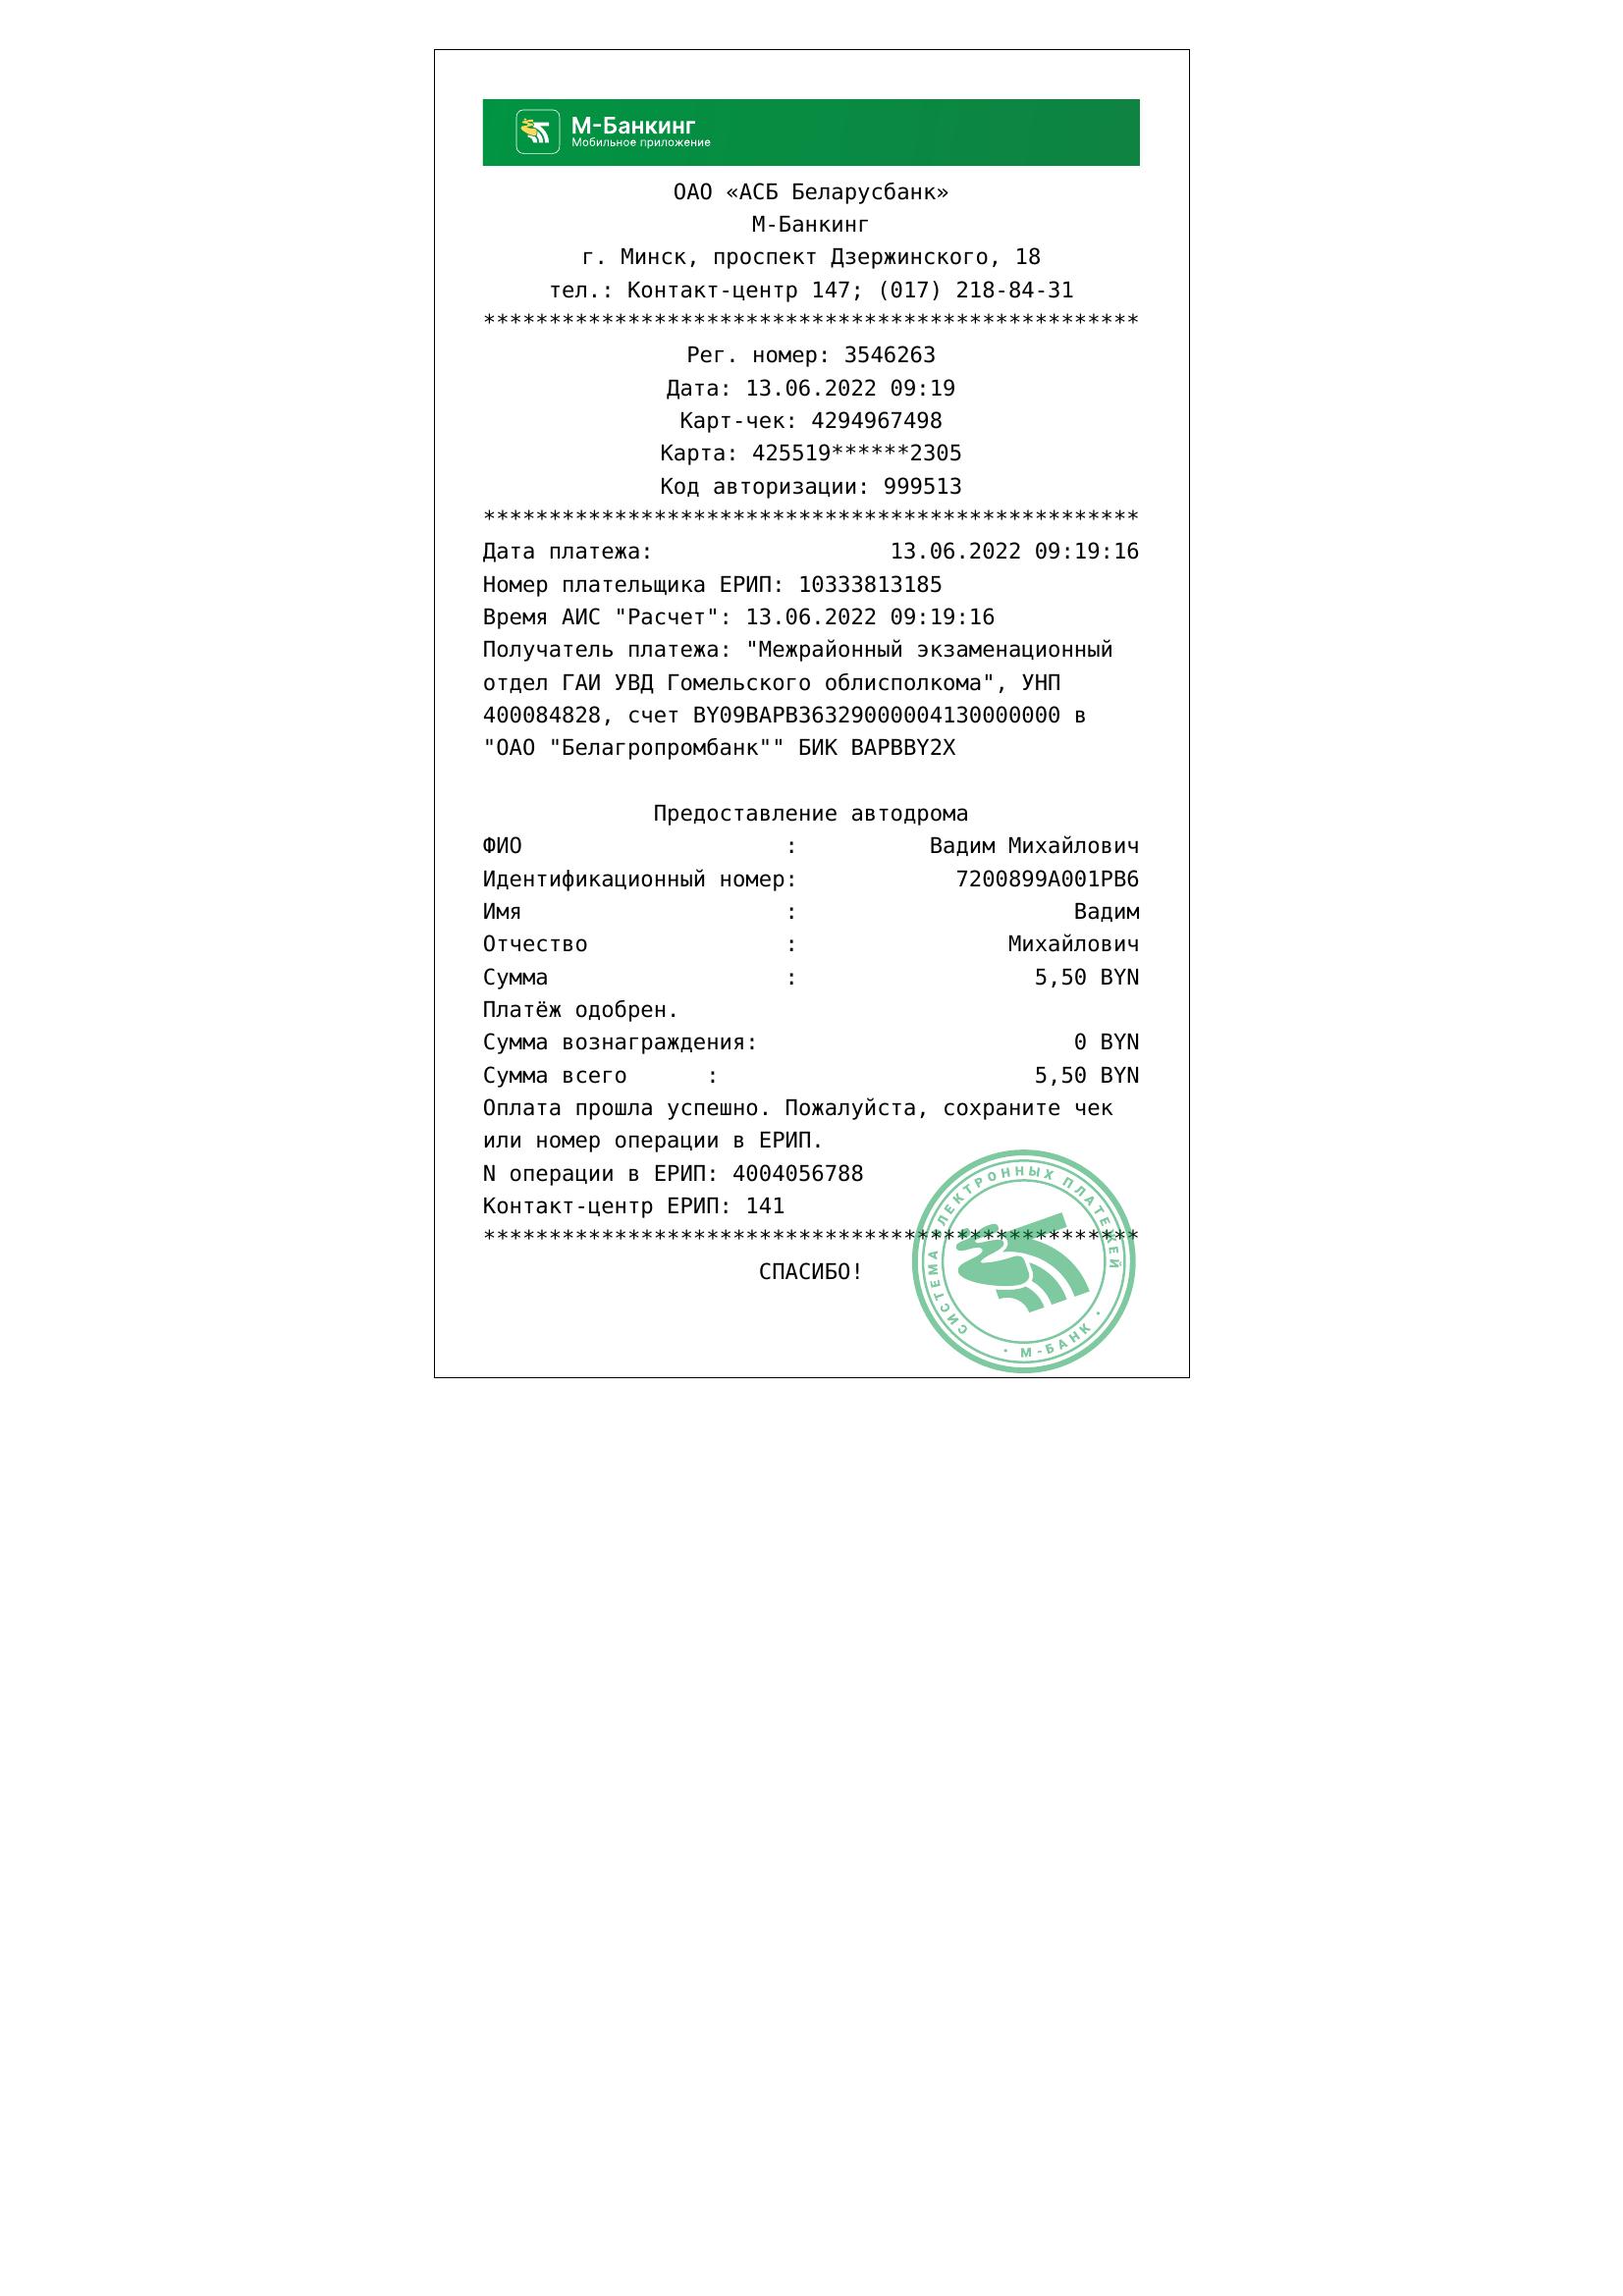 М-Банкинг
Мобильное приложение
ОАО «АСБ Беларусбанк»
М-Банкинг
г. Минск, проспект Дзержинского, 18
тел.: Контакт-центр 147; (017) 218-84-31
**************************************************
Рег. номер: 3546263
Дата: 13.06.2022 09:19
Карт-чек: 4294967498
Карта: 425519******2305
Код авторизации: 999513
**************************************************
Дата платежа: 13.06.2022 09:19:16
Номер плательщика ЕРИП: 10333813185
Время АИС "Расчет": 13.06.2022 09:19:16
Получатель платежа: "Межрайонный экзаменационный
отдел ГАИ УВД Гомельского облисполкома", УНП
400084828, счет BY09BAPB36329000004130000000 в
"ОАО "Белагропромбанк"" БИК BAPBBY2X
Предоставление автодрома
ФИО : Вадим Михайлович
Идентификационный номер: 7200899A001PB6
Имя : Вадим
Отчество : Михайлович
Сумма : 5,50 BYN
Платёж одобрен.
Сумма вознаграждения: 0 BYN
Сумма всего : 5,50 BYN
Оплата прошла успешно. Пожалуйста, сохраните чек
или номер операции в ЕРИП.
N операции в ЕРИП: 4004056788
Контакт-центр ЕРИП: 141
**************************************************
СПАСИБО!
СИСТЕМА ЭЛЕКТРОННЫХ ПЛАТЕЖЕЙ
• М-БАНК •